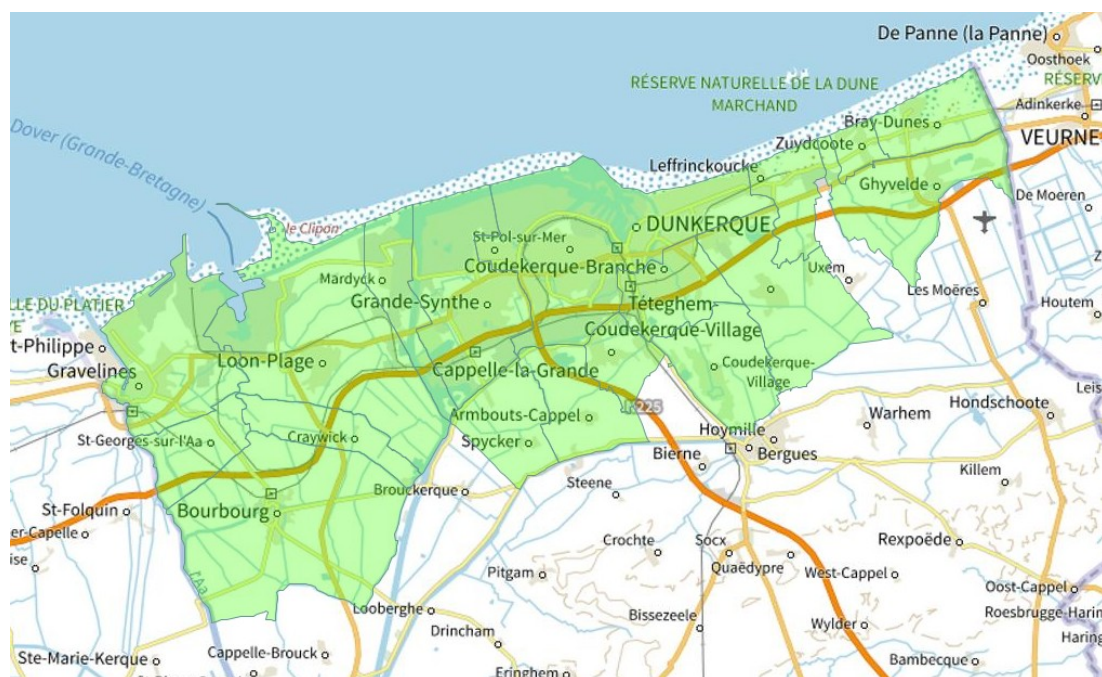 De Panne (la Panne)
Oosthoek
RÉSERVE NATURELLE DE LA DUNE
MARCHAND
RÉSERV
Adinkerke
VEURNE
Bray-Dunes
Zuydcoote
Leffrinckoucke
Ghyvelde
De Moeren
Dover (Grande-Bretagne)
le Clipon
DUNKERQUE
St-Pol-sur-Mer
Coudekerque-Branche
Mardyck
Grande-Synthe
Uxem
Les Moëres
Houtem
LLE DU PLATIER
Téteghem-
Coudekerque-Village
t-Philippe
Gravelines
Loon-Plage
Cappelle-la-Grande
Coudekerque-
Village
Leis
Armbouts-Cappel
225
Warhem
Hondschoote
St-Georges-sur-l'Aa
Craywick
Spycker
Hoymille
Bergues
Bierne
Killem
Brouckerque
Steene
St-Folquin
Bourbourg
er-Capelle
ise
Crochte
Socx
Quaëdypre
Rexpoëde
Pitgam
West-Cappel
Oost-Cappel
l'Aa
Looberghe
Bissezeele
Roesbrugge-Harin
Drincham
Wylder
Haring
Ste-Marie-Kerque
Cappelle-Brouck
Eringhem
Bambecque